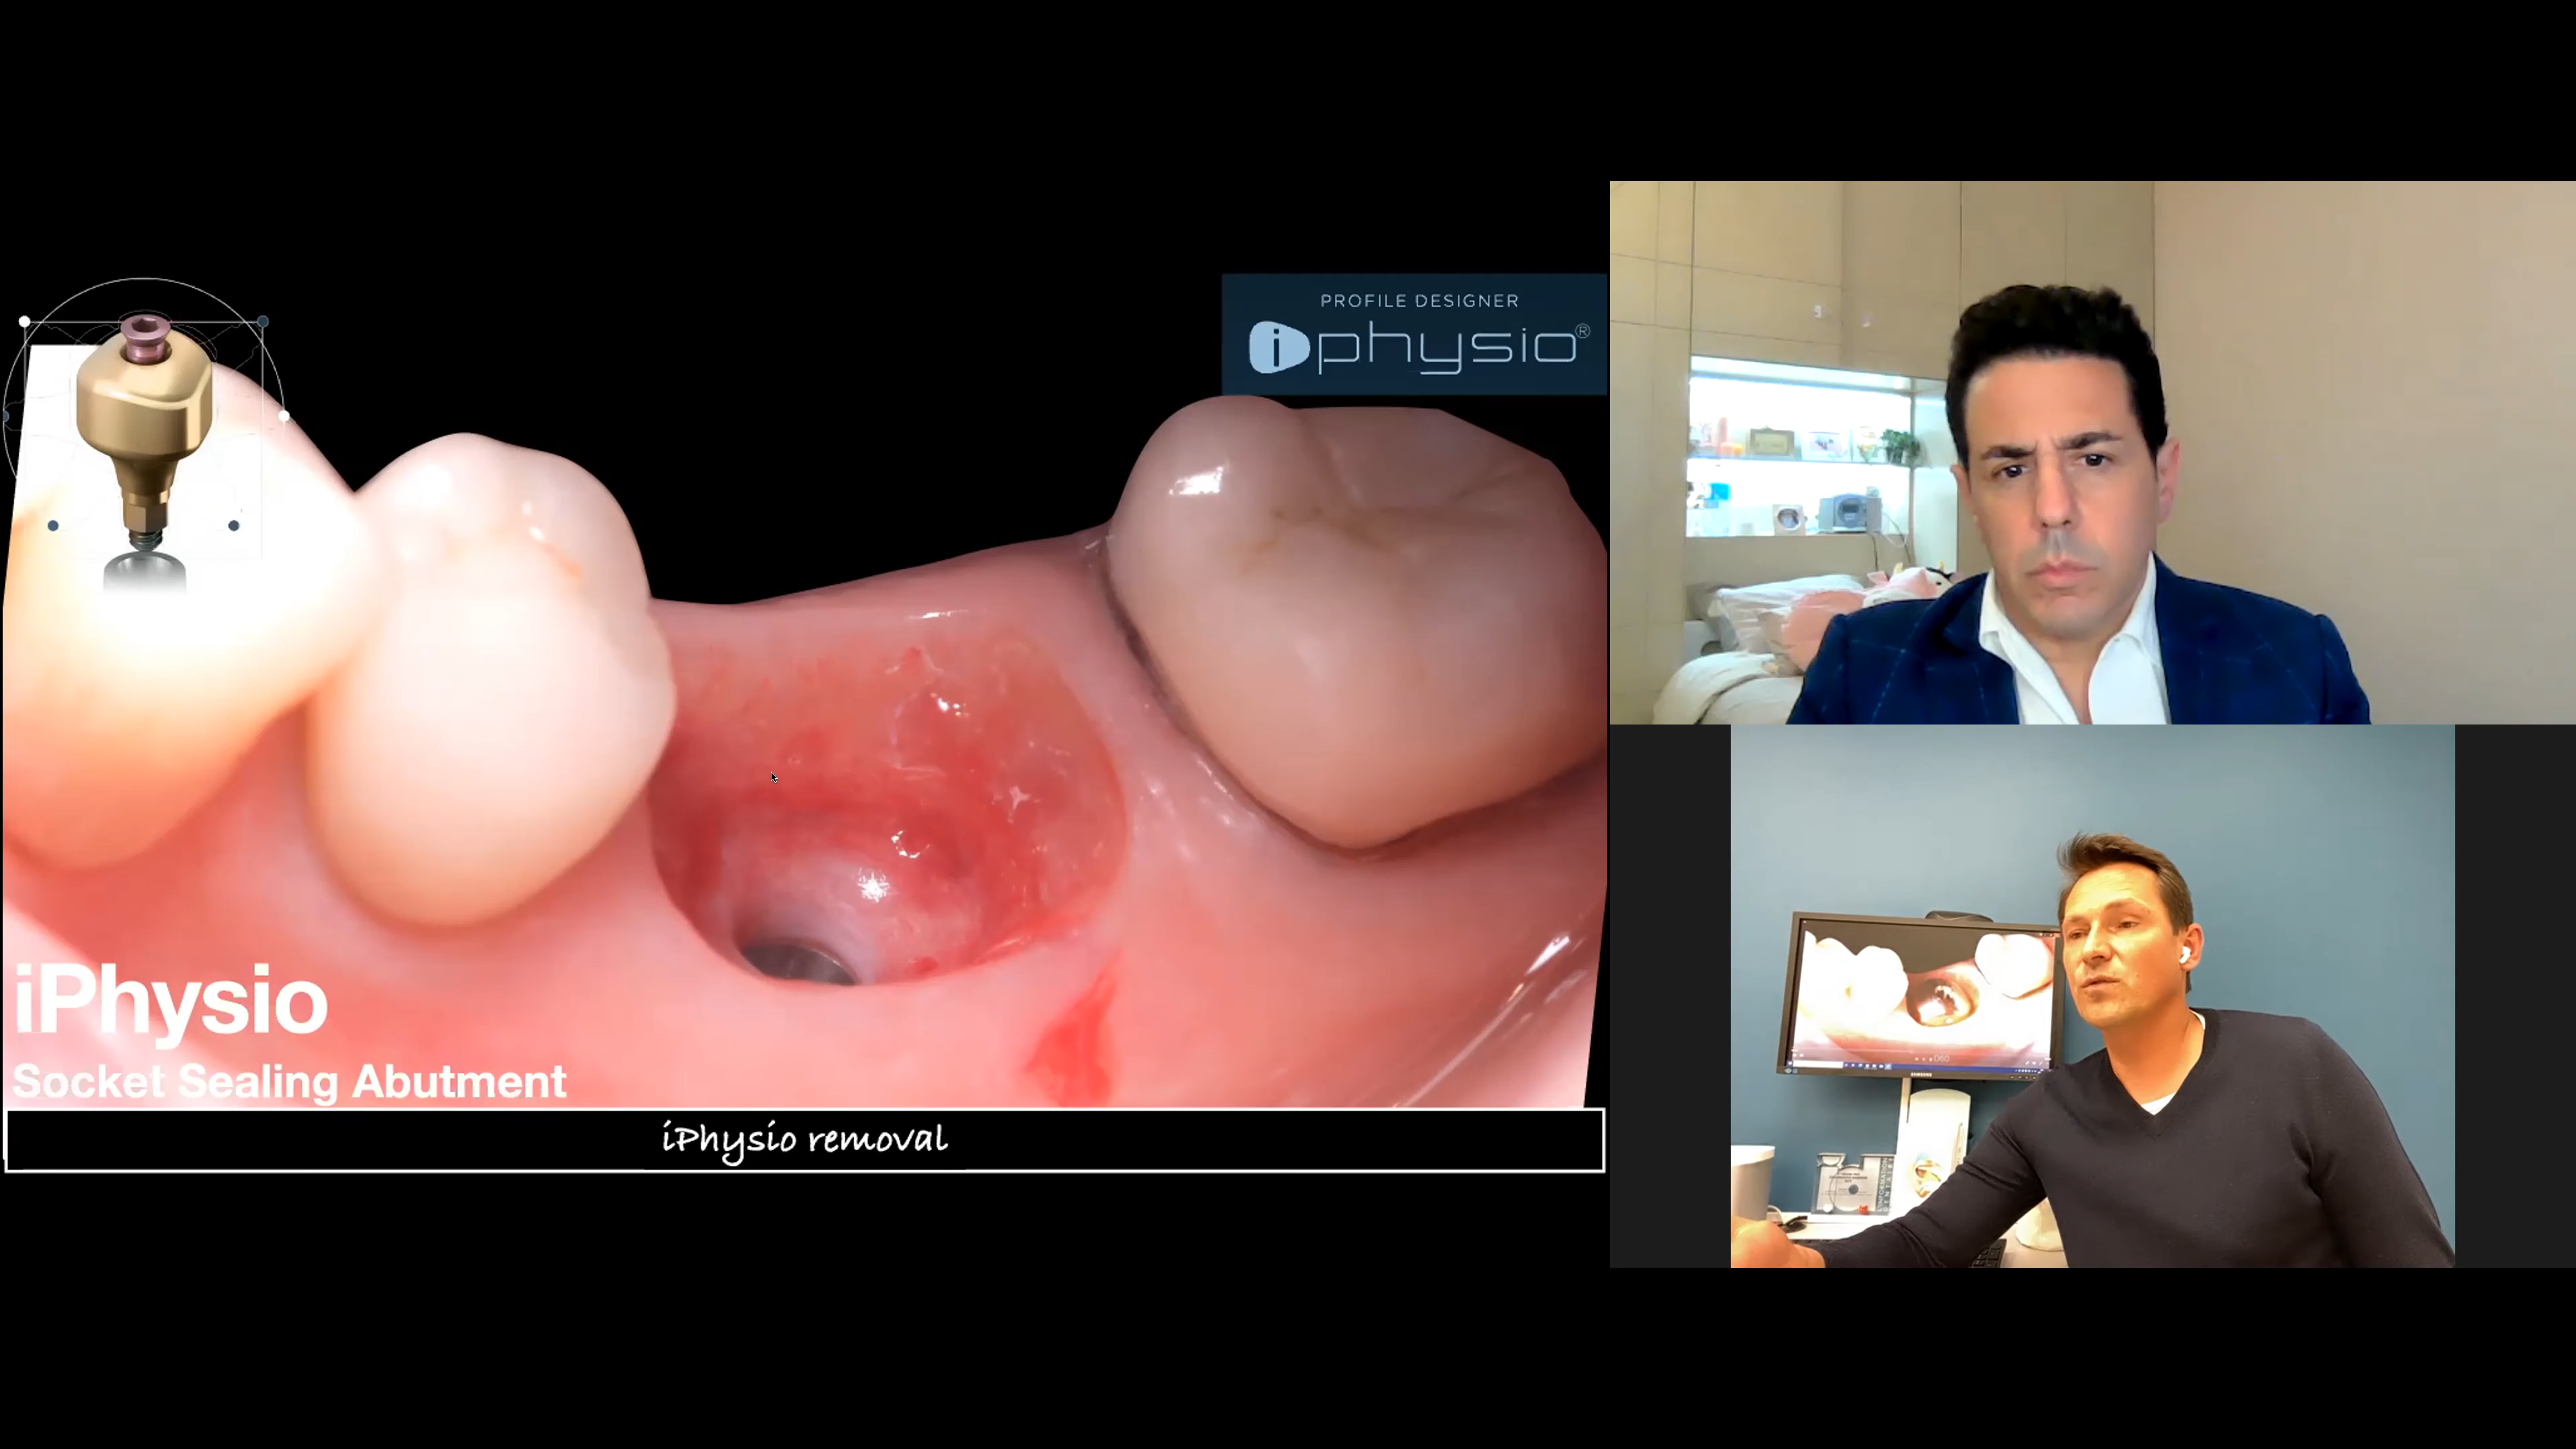 PROFILE DESIGNER
iphysio®
iPhysio
Socket Sealing Abutment
iPhysio removal